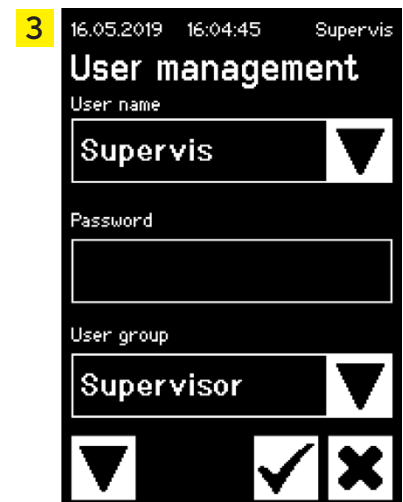 3
16.05.2019 16:04:45 Supervis
User management
User name
Supervis
Password
User group
Supervisor